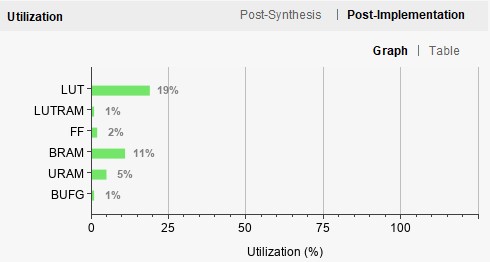 Utilization Post-Synthesis | Post-Implementation
Graph | Table
LUT 19%
LUTRAM 1%
FF 2%
BRAM 11%
URAM 5%
BUFG 1%
0 25 50 75 100
Utilization (%)